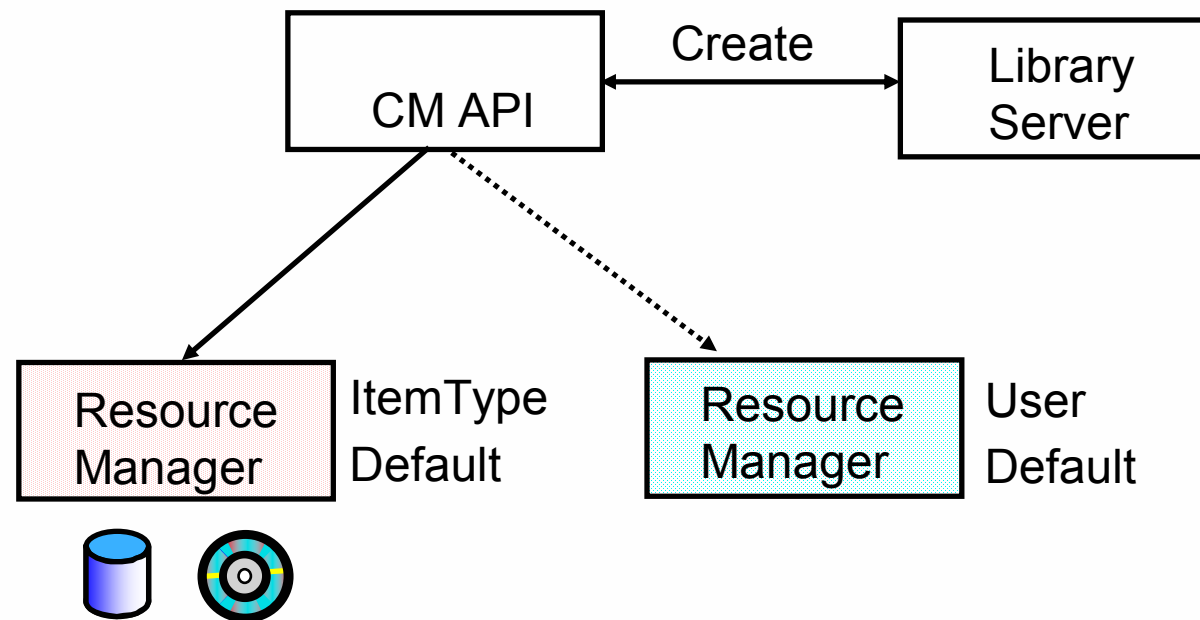 Create
CM API
Library
Server
Resource
Manager
ItemType
Default
Resource
Manager
User
Default